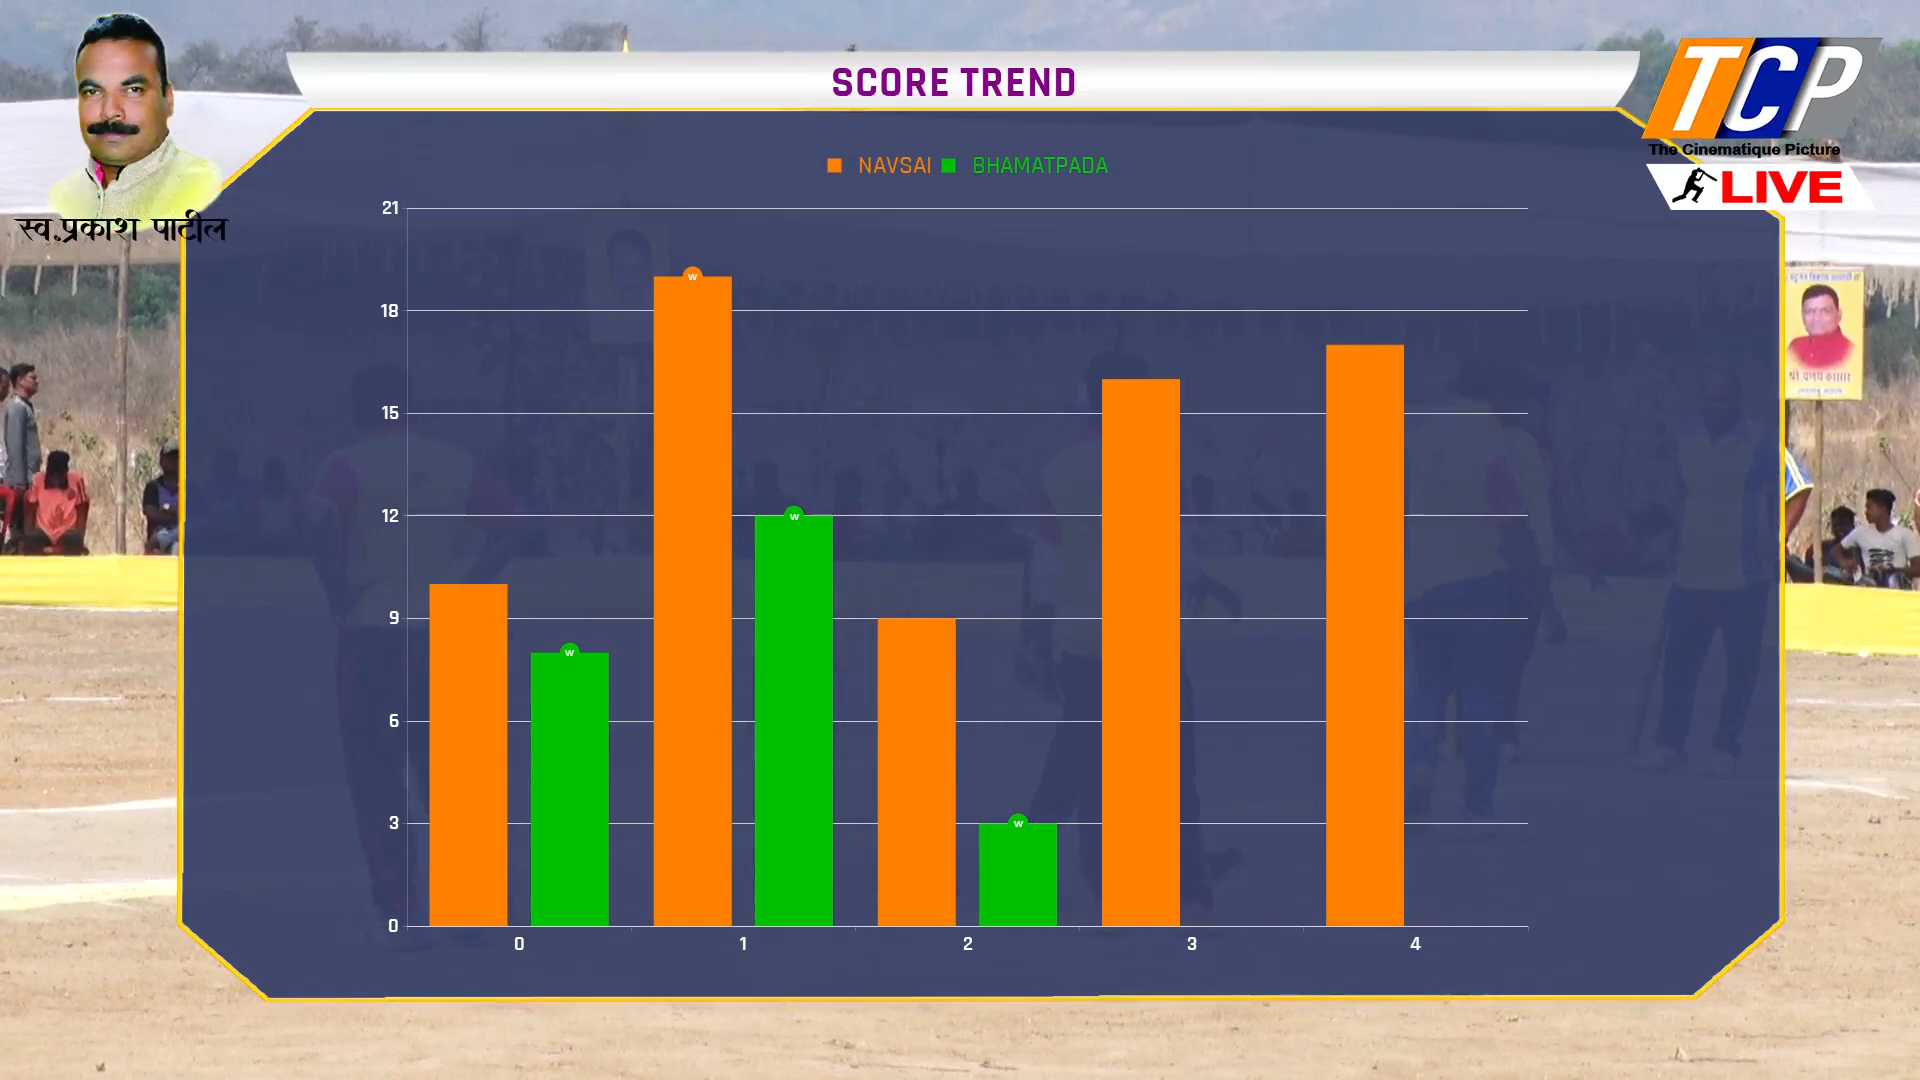 SCORE TREND
TCP
The Cinematique Picture
LIVE
स्व.प्रकाश पाटील
NAVSAI BHAMATPADA
21
18
15
12
9
6
3
0
W
W
W
W
0 1 2 3 4